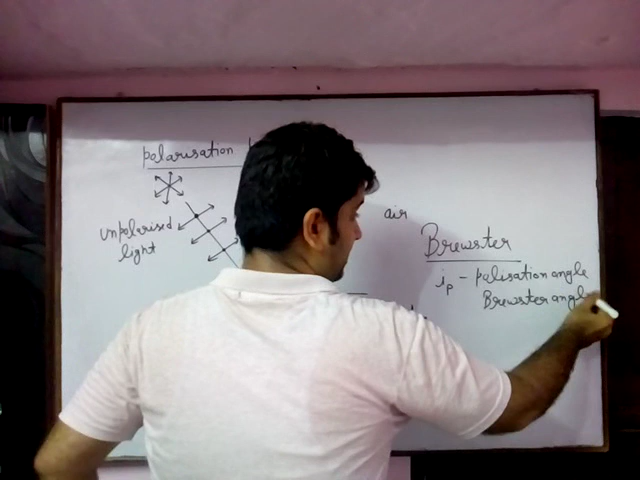 polarisation
unpolarised
light
air
Brewster
ip - polisation angle
Brewster angle